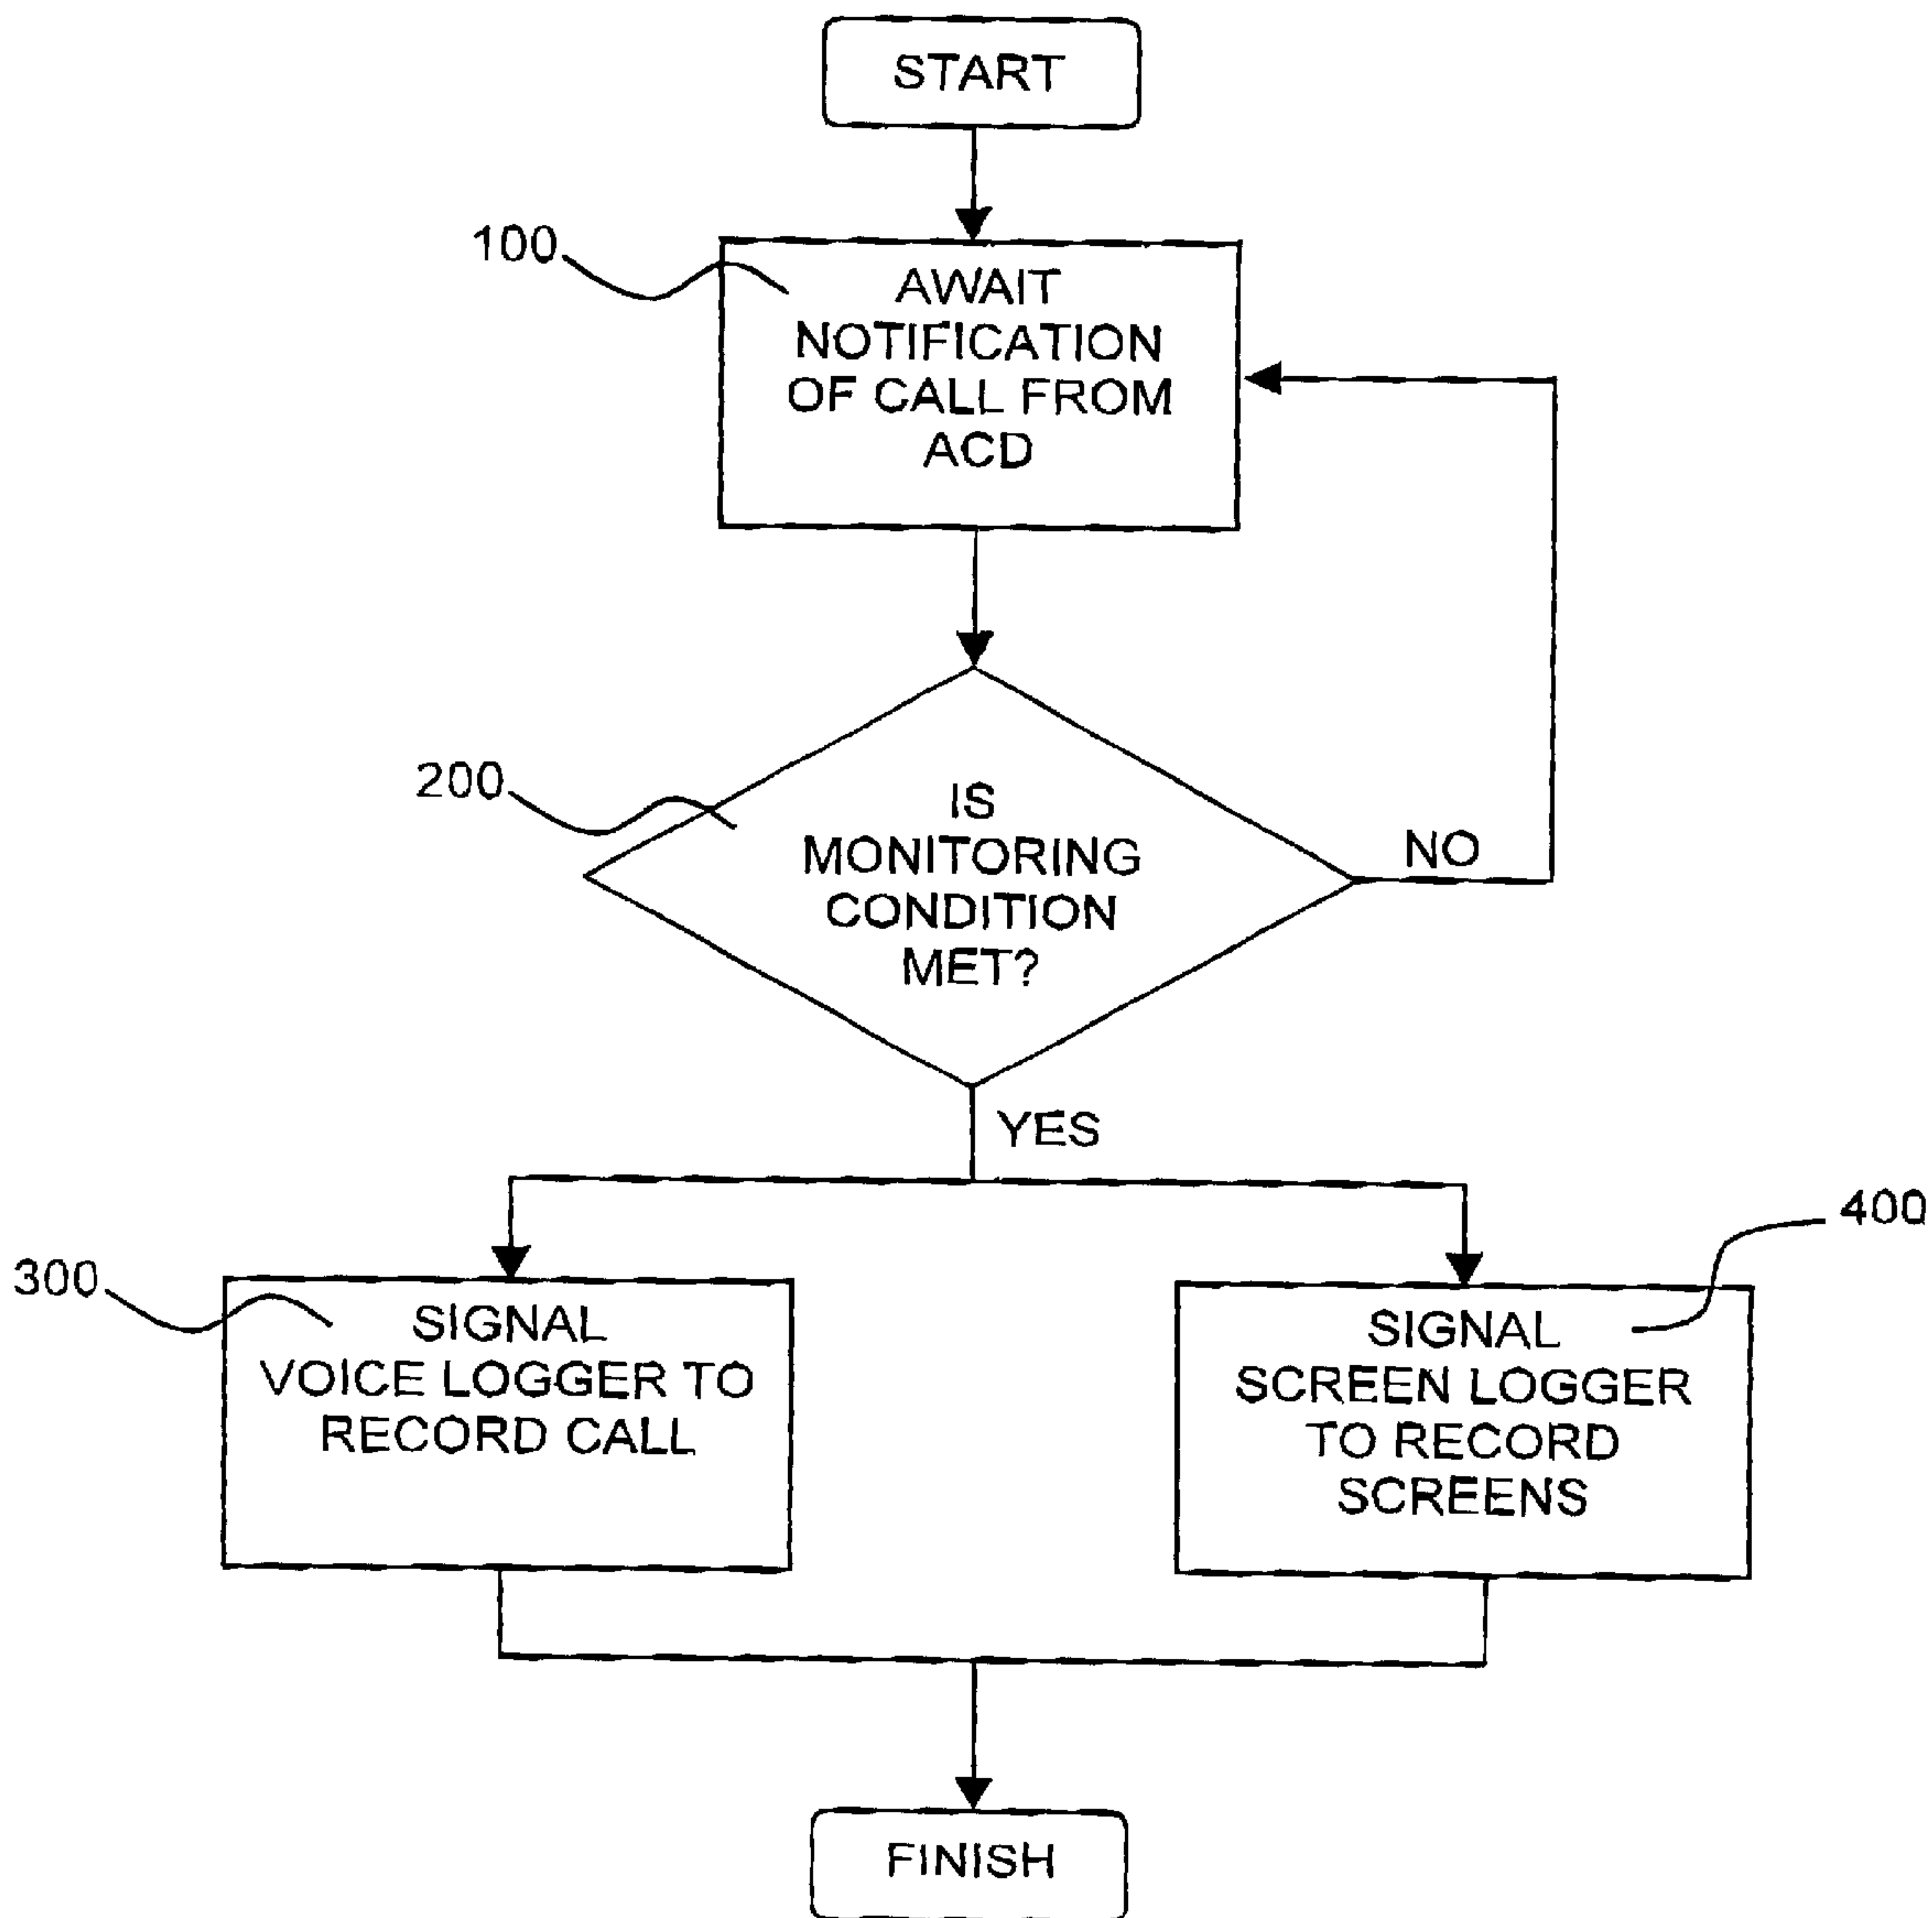 START
100
AWAIT
NOTIFICATION
OF CALL FROM
ACD
200
IS
MONITORING
CONDITION
MET?
NO
YES
300
SIGNAL
VOICE LOGGER TO
RECORD CALL
400
SIGNAL
SCREEN LOGGER
TO RECORD
SCREENS
FINISH